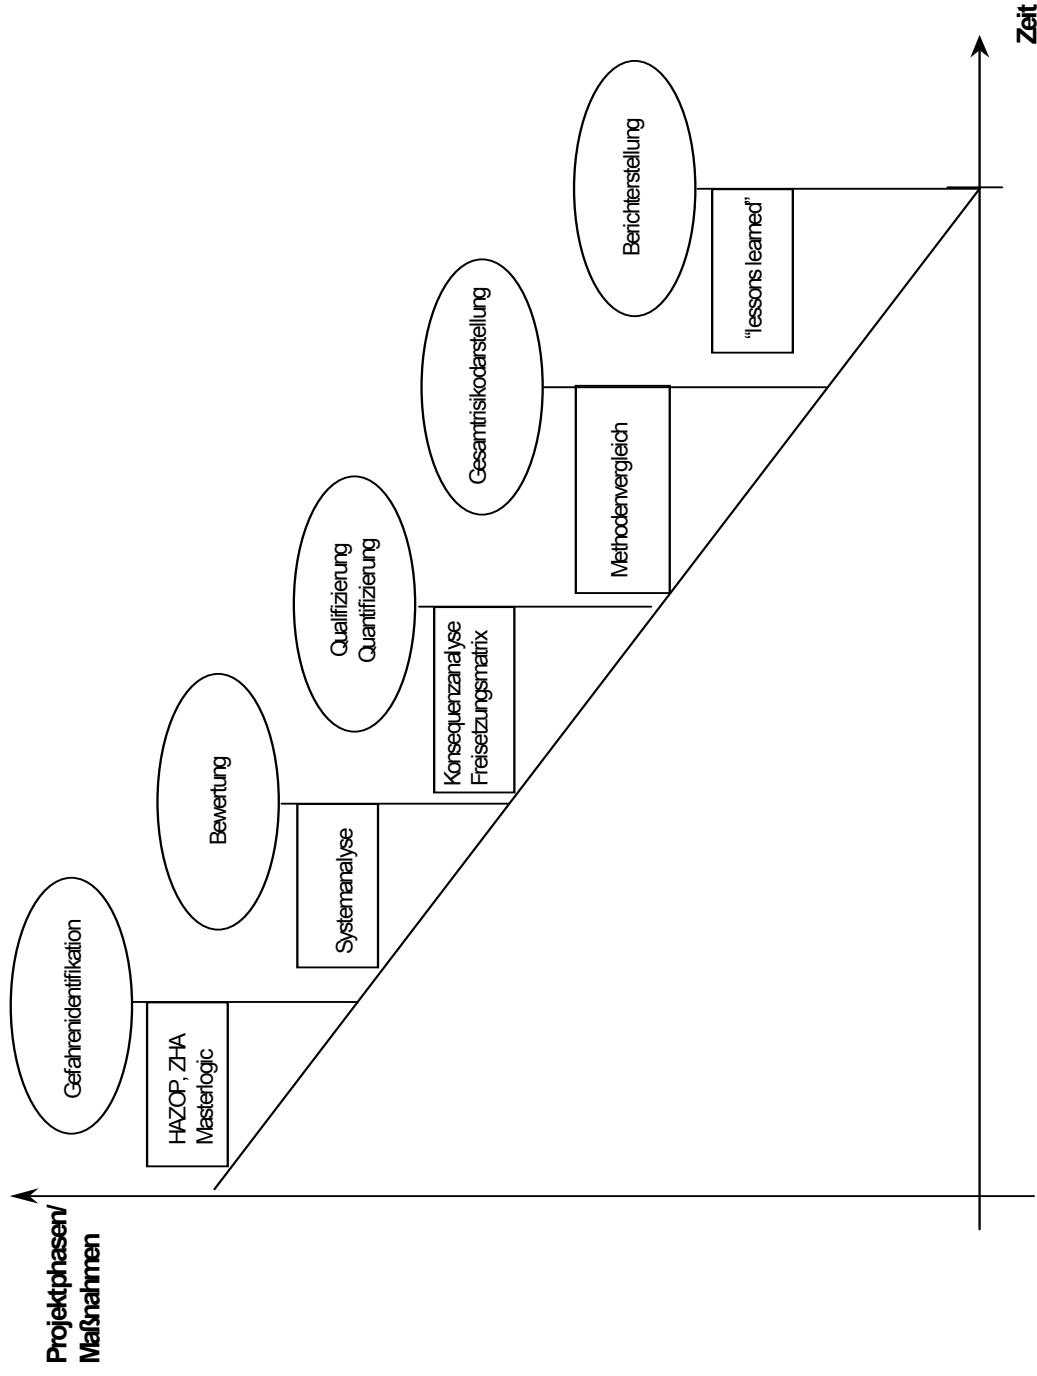 Projektphasen/
Maßnahmen
Gefahrenidentifikation
HAZOP, ZHA
Masterlogic
Bewertung
Systemanalyse
Qualifizierung
Quantifizierung
Konsequenzanalyse
Freisetzungsmatrix
Gesamtrisikodarstellung
Methodenvergleich
Berichterstellung
“lessons learned”
Zeit